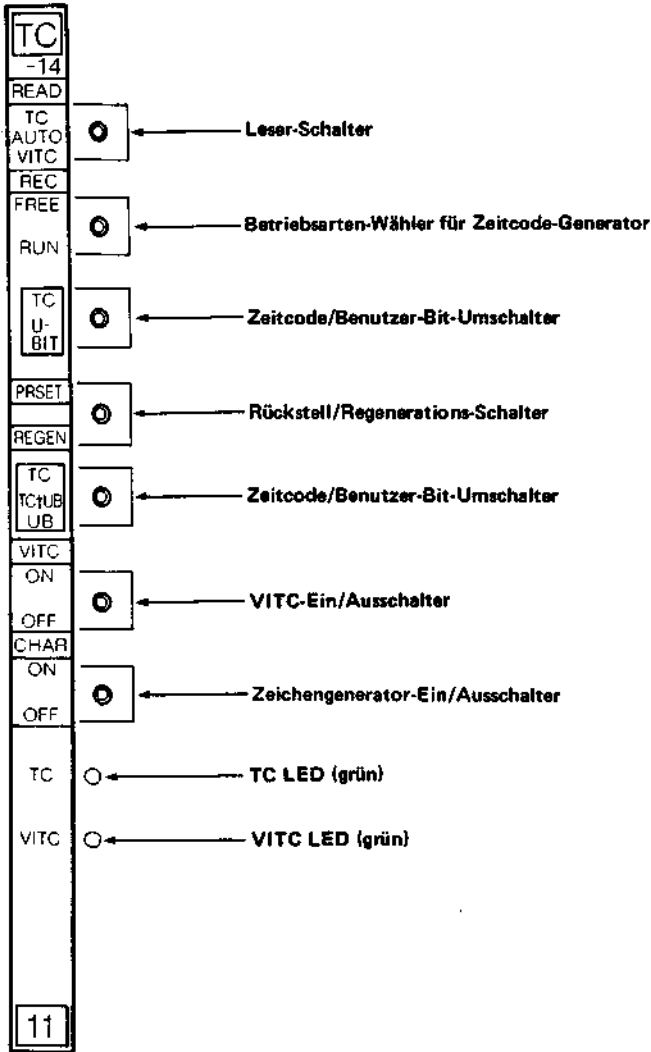 TC
-14
READ
TC
AUTO
VITC
Leser-Schalter
REC
FREE
RUN
Betriebsarten-Wähler für Zeitcode-Generator
TC
U-
BIT
Zeitcode/Benutzer-Bit-Umschalter
PRSET
REGEN
Rückstell/Regenerations-Schalter
TC
TC†UB
UB
Zeitcode/Benutzer-Bit-Umschalter
VITC
ON
OFF
VITC-Ein/Ausschalter
CHAR
ON
OFF
Zeichengenerator-Ein/Ausschalter
TC
TC LED (grün)
VITC
VITC LED (grün)
11